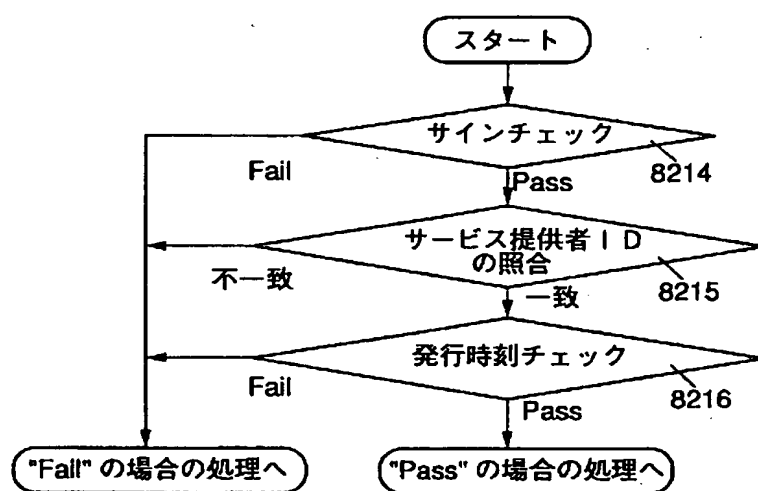 スタート
サインチェック
Fail
Pass
8214
サービス提供者ID
の照合
不一致
一致
8215
発行時刻チェック
Fail
Pass
8216
"Fail" の場合の処理へ
"Pass" の場合の処理へ